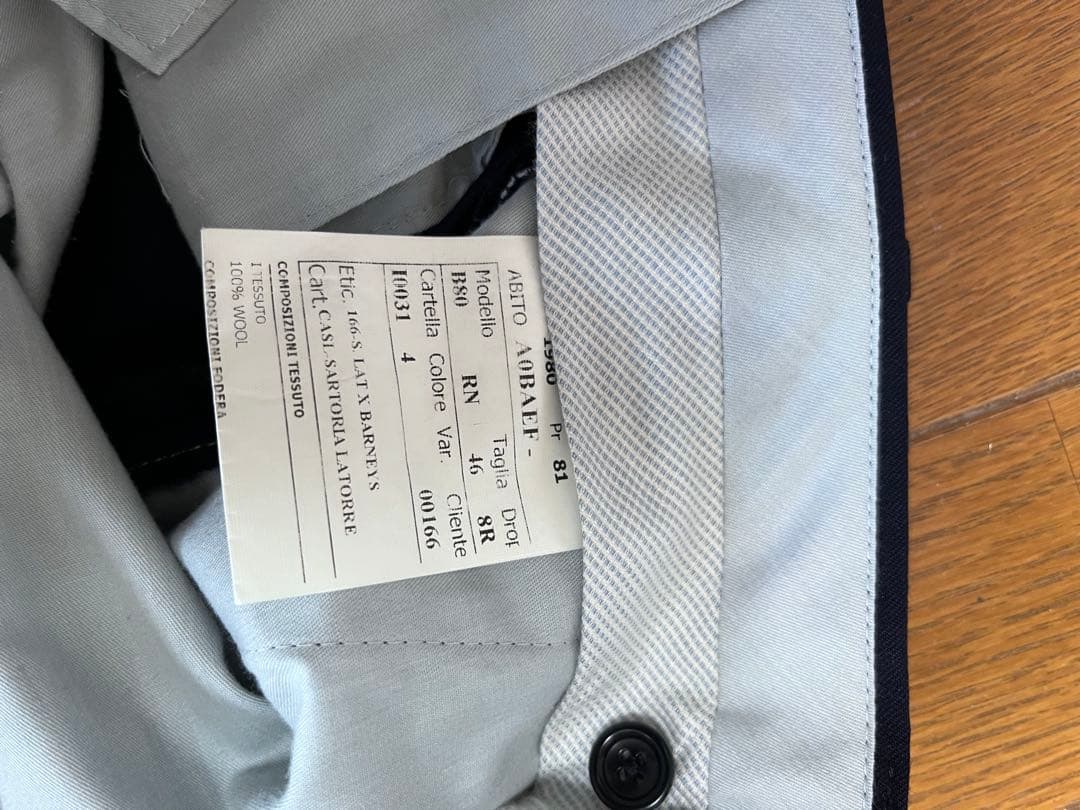 1980 Pr 81
ABITO A0BAEF -
Modello Taglia Drop
B80 RN 46 8R
Cartella Colore Var. Cliente
I0031 4 00166
Etic. 166-S. LAT X BARNEYS
Cart. CASL.SARTORIA LATORRE
COMPOSIZIONI TESSUTO
1 TESSUTO
100% WOOL
COMPOSIZIONI FODERA